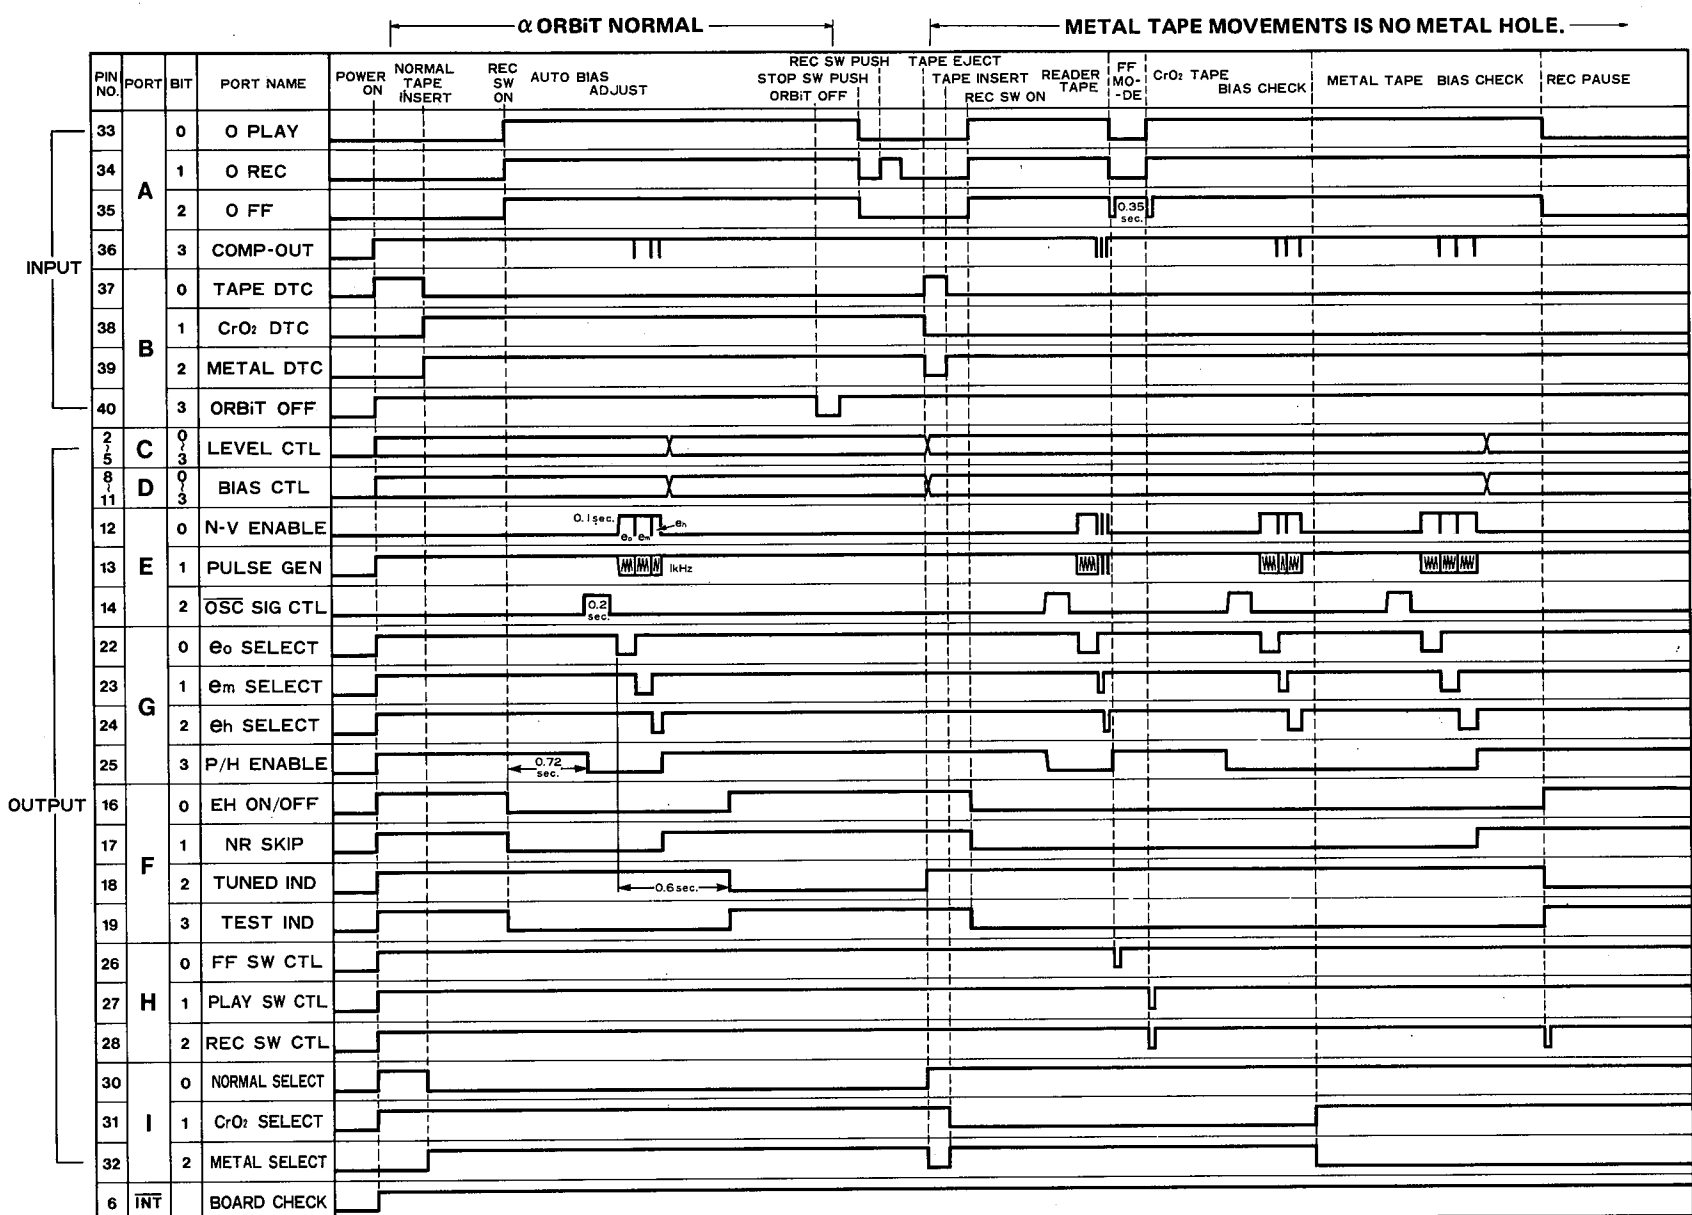 α ORBiT NORMAL
METAL TAPE MOVEMENTS IS NO METAL HOLE.
PIN NO. PORT BIT PORT NAME
POWER ON
NORMAL TAPE INSERT
REC SW ON
AUTO BIAS ADJUST
REC SW PUSH
STOP SW PUSH
ORBiT OFF
TAPE EJECT
TAPE INSERT
REC SW ON
READER TAPE
FF MO- -DE
CrO₂ TAPE BIAS CHECK
METAL TAPE BIAS CHECK
REC PAUSE
INPUT
A
33 0 O PLAY
34 1 O REC
35 2 O FF
0.35 sec.
36 3 COMP-OUT
B
37 0 TAPE DTC
38 1 CrO₂ DTC
39 2 METAL DTC
40 3 ORBiT OFF
OUTPUT
2~5 C 0~3 LEVEL CTL
8~11 D 0~3 BIAS CTL
E
12 0 N-V ENABLE
0.1sec. eₒ eₘ eₕ
13 1 PULSE GEN
1kHz
14 2 O̅S̅C̅ SIG CTL
0.2 sec.
G
22 0 eₒ SELECT
23 1 em SELECT
24 2 eh SELECT
25 3 P/H ENABLE
0.72 sec.
F
16 0 EH ON/OFF
17 1 NR SKIP
18 2 TUNED IND
0.6 sec.
19 3 TEST IND
H
26 0 FF SW CTL
27 1 PLAY SW CTL
28 2 REC SW CTL
I
30 0 NORMAL SELECT
31 1 CrO₂ SELECT
32 2 METAL SELECT
6 I̅N̅T̅ BOARD CHECK